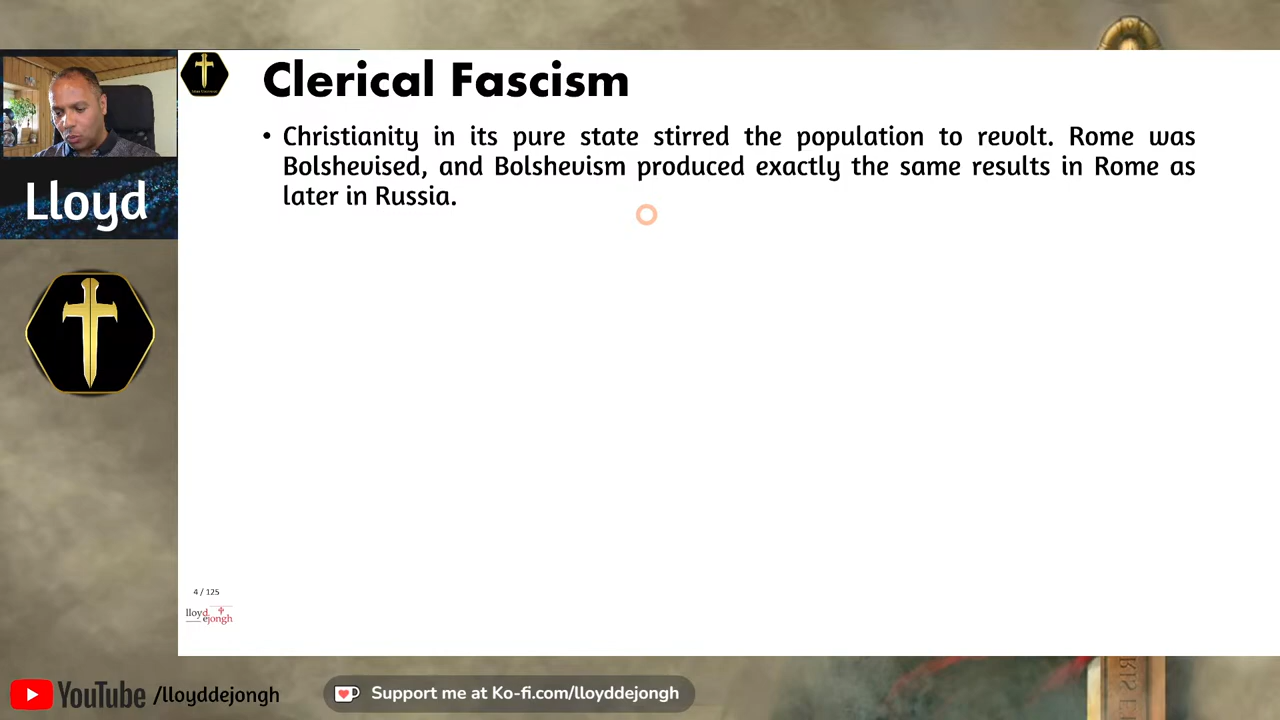 Clerical Fascism
• Christianity in its pure state stirred the population to revolt. Rome was
Bolshevised, and Bolshevism produced exactly the same results in Rome as
later in Russia.
Lloyd
4 / 125
lloyd
ejongh
YouTube /lloyddejongh
Support me at Ko-fi.com/lloyddejongh